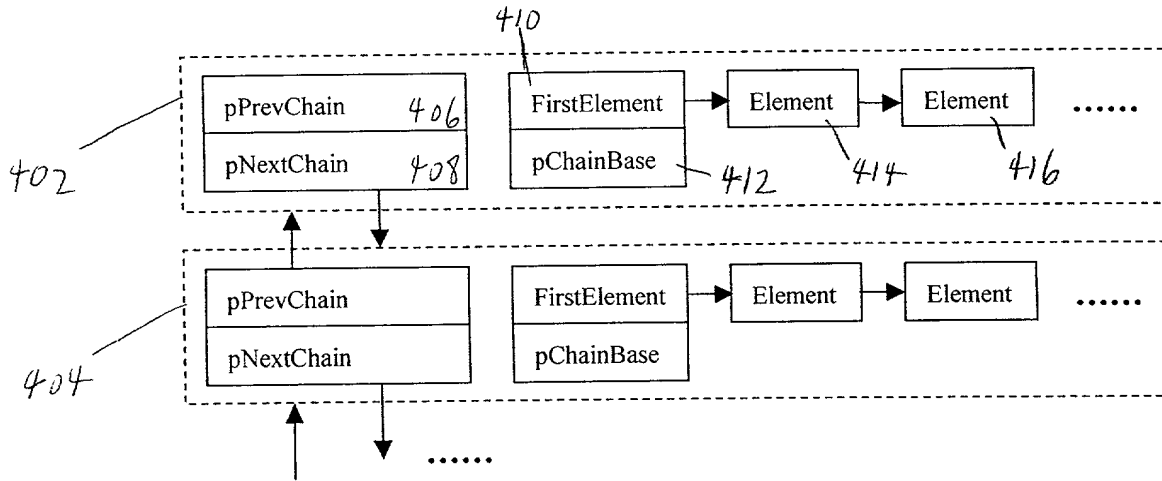 410
pPrevChain 406
FirstElement
Element
Element
......
pNextChain 408
pChainBase
412
414
416
402
pPrevChain
FirstElement
Element
Element
......
pNextChain
pChainBase
404
......